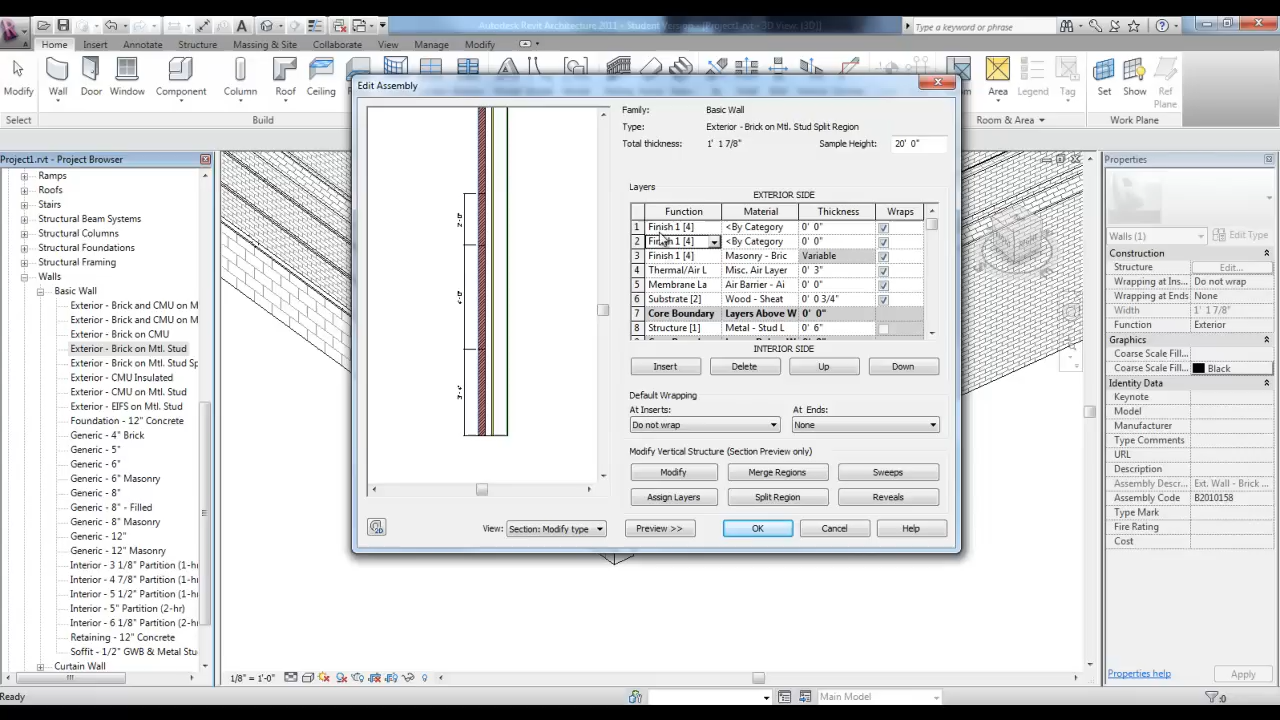 Autodesk Revit Architecture 2011 - Student Version - [Project1.rvt - 3D View: {3D}]
Type a keyword or phrase
Home Insert Annotate Structure Massing & Site Collaborate View Manage Modify
Modify Wall Door Window Component Roof Ceiling Area Legend Tag Set Show Ref Plane
Select Build Room & Area Work Plane
Project1.rvt - Project Browser
Ramps
Roofs
Stairs
Structural Beam Systems
Structural Columns
Structural Foundations
Structural Framing
Walls
Basic Wall
Exterior - Brick and CMU on M
Exterior - Brick and CMU on M
Exterior - Brick on CMU
Exterior - Brick on Mtl. Stud
Exterior - Brick on Mtl. Stud Sp
Exterior - CMU Insulated
Exterior - CMU on Mtl. Stud
Exterior - EIFS on Mtl. Stud
Foundation - 12" Concrete
Generic - 4" Brick
Generic - 5"
Generic - 6"
Generic - 6" Masonry
Generic - 8"
Generic - 8" - Filled
Generic - 8" Masonry
Generic - 12"
Generic - 12" Masonry
Interior - 3 1/8" Partition (1-hr
Interior - 4 7/8" Partition (1-hr
Interior - 5 1/2" Partition (1-hr
Interior - 5" Partition (2-hr)
Interior - 6 1/8" Partition (2-hr
Retaining - 12" Concrete
Soffit - 1/2" GWB & Metal Stu
Curtain Wall
Edit Assembly
Family: Basic Wall
Type: Exterior - Brick on Mtl. Stud Split Region
Total thickness: 1' 1 7/8" Sample Height: 20' 0"
Layers
EXTERIOR SIDE
Function Material Thickness Wraps
1 Finish 1 [4] <By Category 0' 0"
2 Finish 1 [4] <By Category 0' 0"
3 Finish 1 [4] Masonry - Bric Variable
4 Thermal/Air L Misc. Air Layer 0' 3"
5 Membrane La Air Barrier - Ai 0' 0"
6 Substrate [2] Wood - Sheat 0' 0 3/4"
7 Core Boundary Layers Above W 0' 0"
8 Structure [1] Metal - Stud L 0' 6"
INTERIOR SIDE
Insert Delete Up Down
Default Wrapping
At Inserts: At Ends:
Do not wrap None
Modify Vertical Structure (Section Preview only)
Modify Merge Regions Sweeps
Assign Layers Split Region Reveals
View: Section: Modify type Preview >> OK Cancel Help
Properties
Walls (1) Edit Type
Construction
Structure Edit...
Wrapping at Ins... Do not wrap
Wrapping at Ends None
Width 1' 1 7/8"
Function Exterior
Graphics
Coarse Scale Fill...
Coarse Scale Fill... Black
Identity Data
Keynote
Model
Manufacturer
Type Comments
URL
Description
Assembly Descr... Ext. Wall - Brick ...
Assembly Code B2010158
Type Mark
Fire Rating
Cost
Properties help Apply
1/8" = 1'-0"
Ready Main Model :0